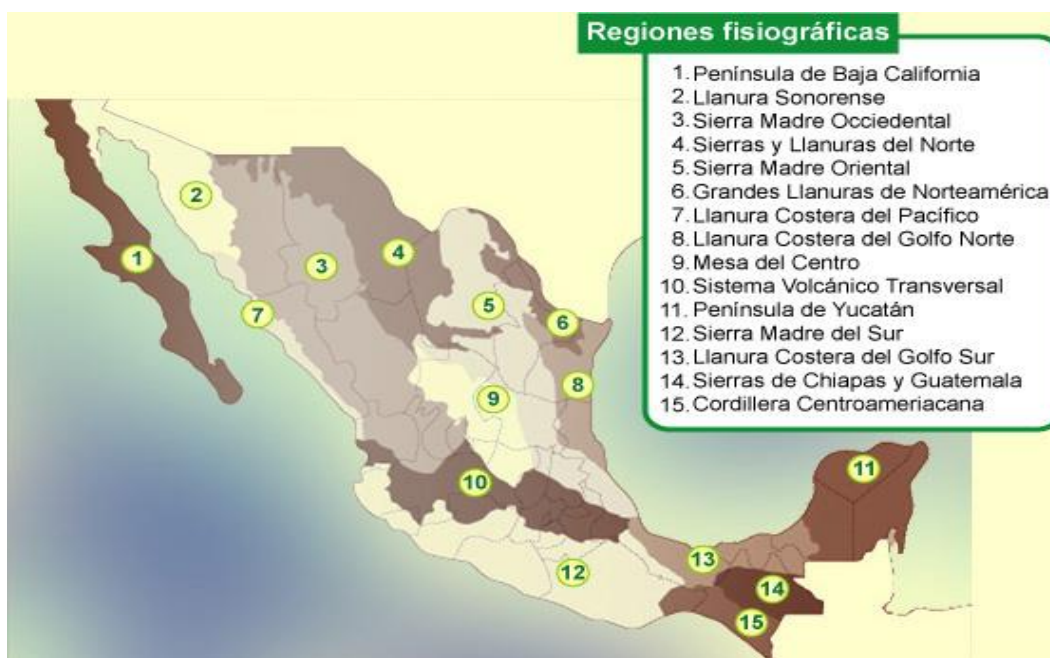 Regiones fisiográficas
1. Península de Baja California
2. Llanura Sonorense
3. Sierra Madre Occiedental
4. Sierras y Llanuras del Norte
5. Sierra Madre Oriental
6. Grandes Llanuras de Norteamérica
7. Llanura Costera del Pacífico
8. Llanura Costera del Golfo Norte
9. Mesa del Centro
10. Sistema Volcánico Transversal
11. Península de Yucatán
12. Sierra Madre del Sur
13. Llanura Costera del Golfo Sur
14. Sierras de Chiapas y Guatemala
15. Cordillera Centroameriacana
2
1
3
4
7
5
6
8
9
10
11
13
12
14
15